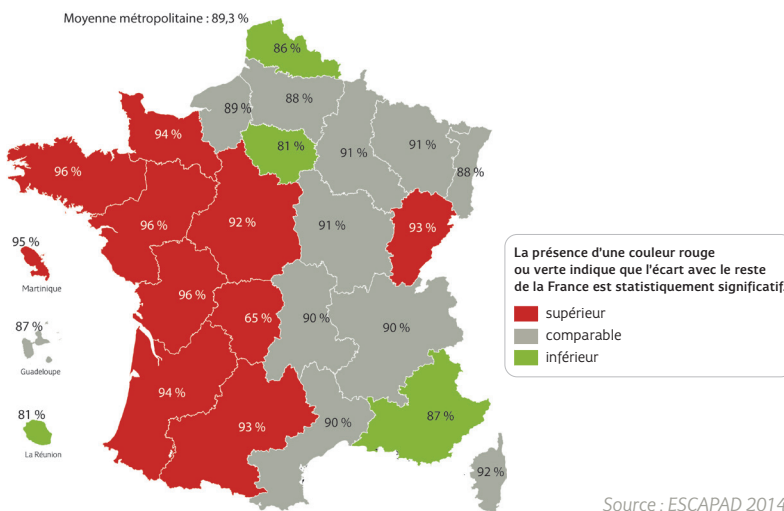 Moyenne métropolitaine : 89,3 %
86 %
88 %
89 %
94 %
81 %
91 %
91 %
88 %
96 %
96 %
92 %
91 %
93 %
95 %
Martinique
96 %
65 %
90 %
90 %
87 %
Guadeloupe
94 %
93 %
90 %
87 %
81 %
La Réunion
92 %
La présence d'une couleur rouge
ou verte indique que l'écart avec le reste
de la France est statistiquement significatif.
supérieur
comparable
inférieur
Source : ESCAPAD 2014